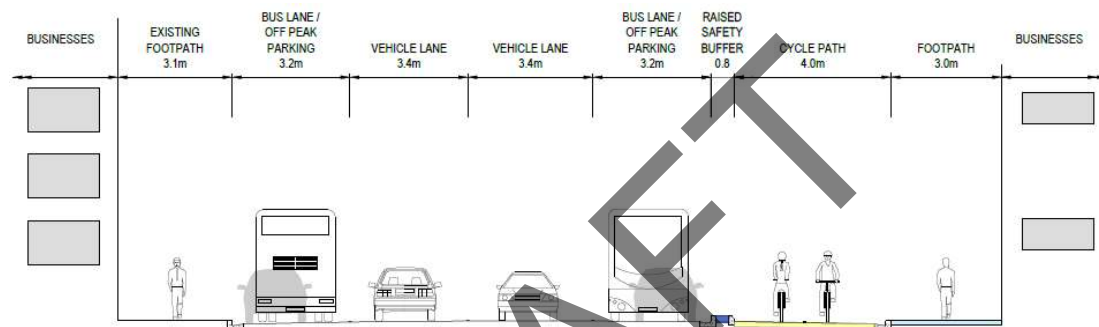 BUSINESSES
EXISTING
FOOTPATH
3.1m
BUS LANE /
OFF PEAK
PARKING
3.2m
VEHICLE LANE
3.4m
VEHICLE LANE
3.4m
BUS LANE /
OFF PEAK
PARKING
3.2m
RAISED
SAFETY
BUFFER
0.8
CYCLE PATH
4.0m
FOOTPATH
3.0m
BUSINESSES